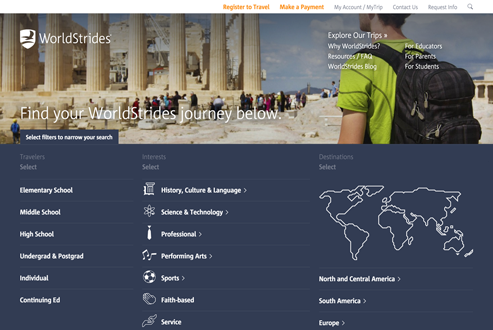 Register to Travel Make a Payment My Account / MyTrip Contact Us Request Info
WorldStrides
Explore Our Trips »
Why WorldStrides? For Educators
Resources / FAQ For Parents
WorldStrides Blog For Students
Find your WorldStrides journey below.
Select filters to narrow your search
Travelers Interests Destinations
Select Select Select
Elementary School History, Culture & Language >
Middle School Science & Technology >
High School Professional >
Undergrad & Postgrad Performing Arts >
Individual Sports > North and Central America >
Continuing Ed Faith-based South America >
Service Europe >